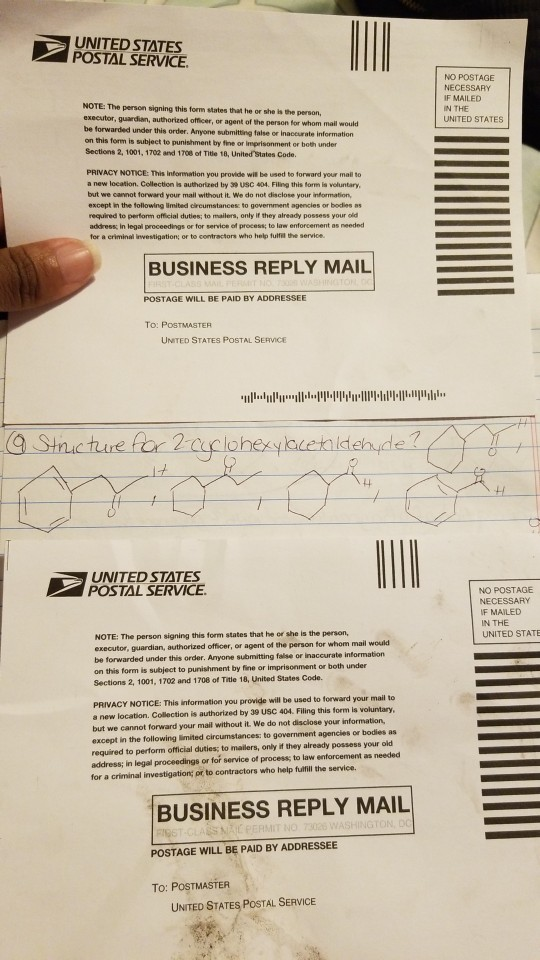 UNITED STATES
POSTAL SERVICE.
NO POSTAGE
NECESSARY
IF MAILED
IN THE
UNITED STATES
NOTE: The person signing this form states that he or she is the person,
executor, guardian, authorized officer, or agent of the person for whom mail would
be forwarded under this order. Anyone submitting false or inaccurate information
on this form is subject to punishment by fine or imprisonment or both under
Sections 2, 1001, 1702 and 1708 of Title 18, United States Code.
PRIVACY NOTICE: This information you provide will be used to forward your mail to
a new location. Collection is authorized by 39 USC 404. Filing this form is voluntary,
but we cannot forward your mail without it. We do not disclose your information,
except in the following limited circumstances: to government agencies or bodies as
required to perform official duties; to mailers, only if they already possess your old
address; in legal proceedings or for service of process; to law enforcement as needed
for a criminal investigation; or to contractors who help fulfill the service.
BUSINESS REPLY MAIL
FIRST-CLASS MAIL PERMIT NO. 73026 WASHINGTON, DC
POSTAGE WILL BE PAID BY ADDRESSEE
TO: POSTMASTER
UNITED STATES POSTAL SERVICE
9 Structure for 2-cyclohexylacetaldehyde?
O H ,
O H , O , O H , O H
UNITED STATES
POSTAL SERVICE.
NO POSTAGE
NECESSARY
IF MAILED
IN THE
UNITED STATE
NOTE: The person signing this form states that he or she is the person,
executor, guardian, authorized officer, or agent of the person for whom mail would
be forwarded under this order. Anyone submitting false or inaccurate information
on this form is subject to punishment by fine or imprisonment or both under
Sections 2, 1001, 1702 and 1708 of Title 18, United States Code.
PRIVACY NOTICE: This information you provide will be used to forward your mail to
a new location. Collection is authorized by 39 USC 404. Filing this form is voluntary,
but we cannot forward your mail without it. We do not disclose your information,
except in the following limited circumstances: to government agencies or bodies as
required to perform official duties; to mailers, only if they already possess your old
address; in legal proceedings or for service of process; to law enforcement as needed
for a criminal investigation; or to contractors who help fulfill the service.
BUSINESS REPLY MAIL
FIRST-CLASS MAIL PERMIT NO. 73026 WASHINGTON, DC
POSTAGE WILL BE PAID BY ADDRESSEE
TO: POSTMASTER
UNITED STATES POSTAL SERVICE